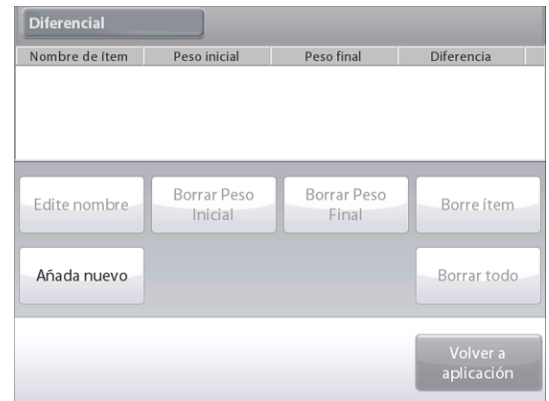 Diferencial
Nombre de ítem Peso inicial Peso final Diferencia
Edite nombre Borrar Peso Inicial Borrar Peso Final Borre ítem
Añada nuevo Borrar todo
Volver a
aplicación